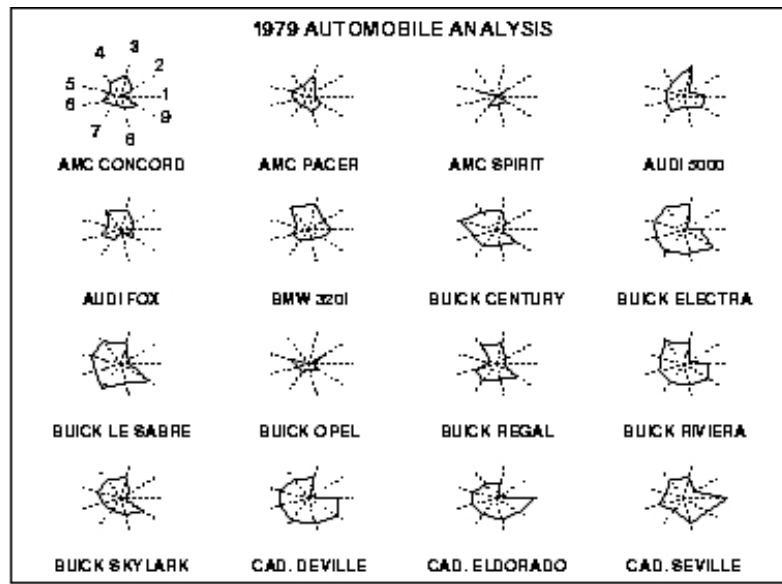 1979 AUTOMOBILE ANALYSIS
3
4
2
5
1
6
9
7
8
AMC CONCORD
AMC PACER
AMC SPIRIT
AUDI 5000
AUDI FOX
BMW 320I
BUICK CENTURY
BUICK ELECTRA
BUICK LE SABRE
BUICK OPEL
BUICK REGAL
BUICK RIVIERA
BUICK SKYLARK
CAD. DEVILLE
CAD. ELDORADO
CAD. SEVILLE